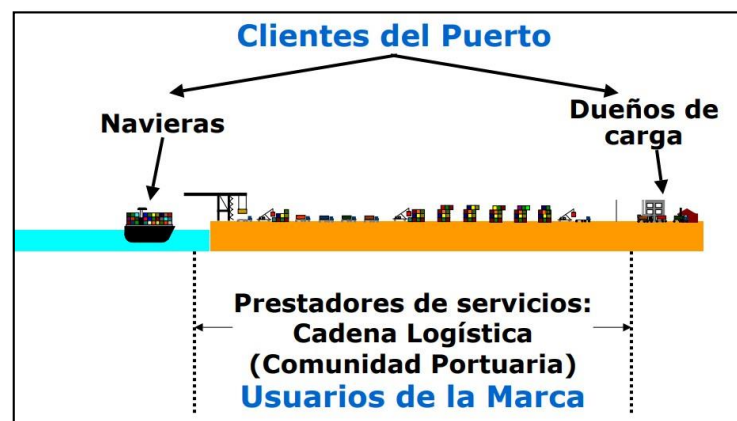 Clientes del Puerto
Navieras
Dueños de
carga
Prestadores de servicios:
Cadena Logística
(Comunidad Portuaria)
Usuarios de la Marca